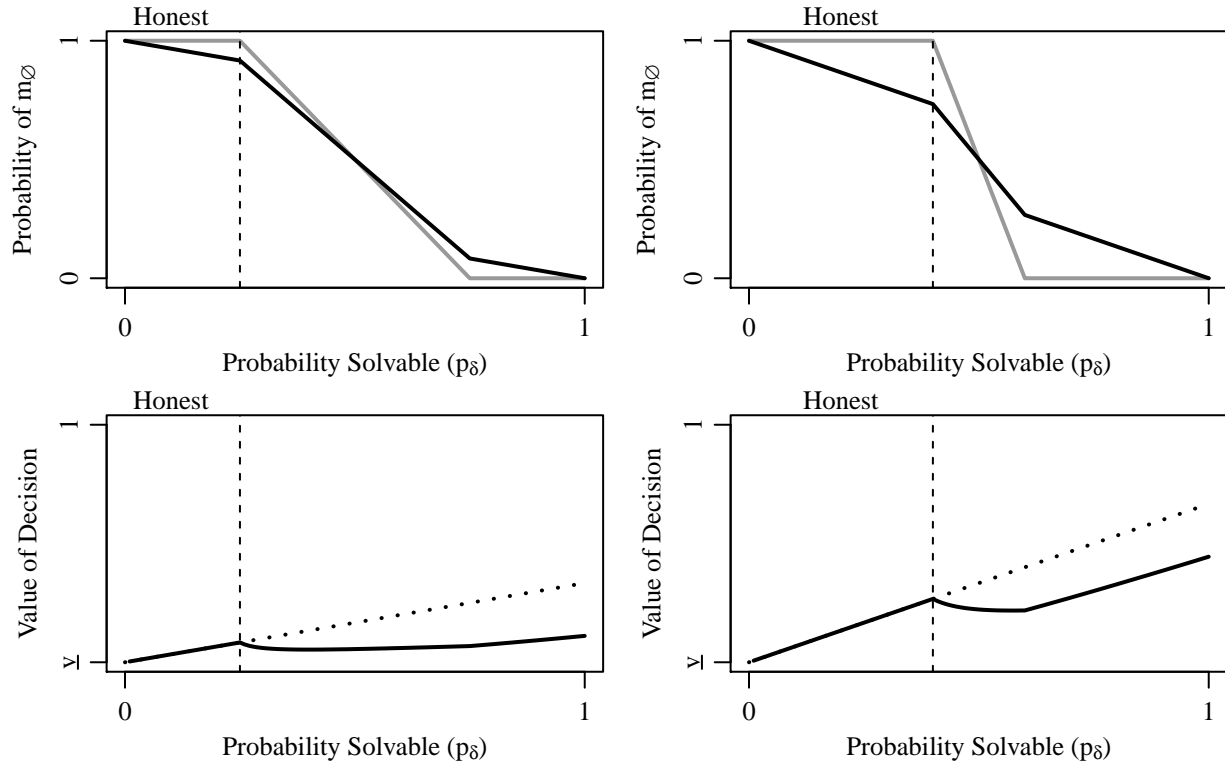 Honest
Probability of m∅
1
0
0
1
Probability Solvable (pδ)
Honest
Probability of m∅
1
0
0
1
Probability Solvable (pδ)
Honest
Value of Decision
1
v
0
1
Probability Solvable (pδ)
Honest
Value of Decision
1
v
0
1
Probability Solvable (pδ)